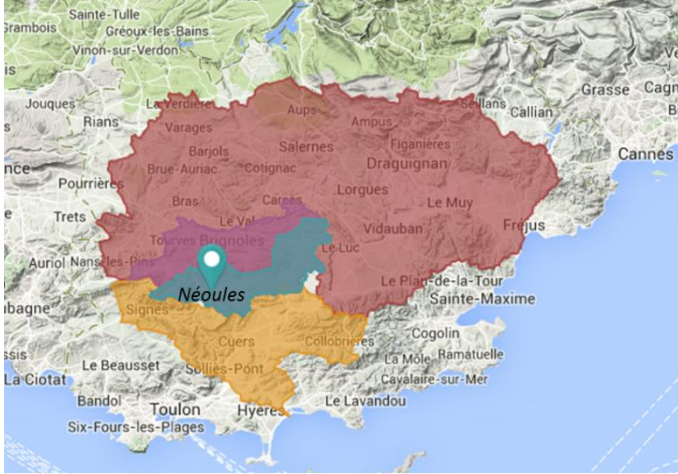 Sainte-Tulle
Grambois
Gréoux-les-Bains
Vinon-sur-Verdon
Jouques
Rians
La Verdière
Varages
Aups
Ampus
Seillans
Callian
Grasse
Cagn
Barjols
Salernes
Figanières
Cannes
Brue-Auriac
Cotignac
Draguignan
Pourrières
Lorgues
Trets
Bras
Carcès
Le Muy
Le Val
Vidauban
Fréjus
Tourves
Brignoles
Le Luc
Auriol
Nans-les-Pins
Le Plan-de-la-Tour
Néoules
Sainte-Maxime
Signes
Cuers
Collobrières
Cogolin
Le Beausset
Solliès-Pont
La Môle
Ramatuelle
La Ciotat
Cavalaire-sur-Mer
Bandol
Toulon
Hyères
Le Lavandou
Six-Fours-les-Plages